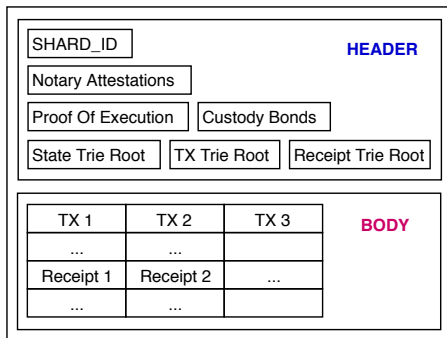 SHARD_ID HEADER
Notary Attestations
Proof Of Execution Custody Bonds
State Trie Root TX Trie Root Receipt Trie Root
TX 1 TX 2 TX 3 BODY
... ...
Receipt 1 Receipt 2 ...
... ...